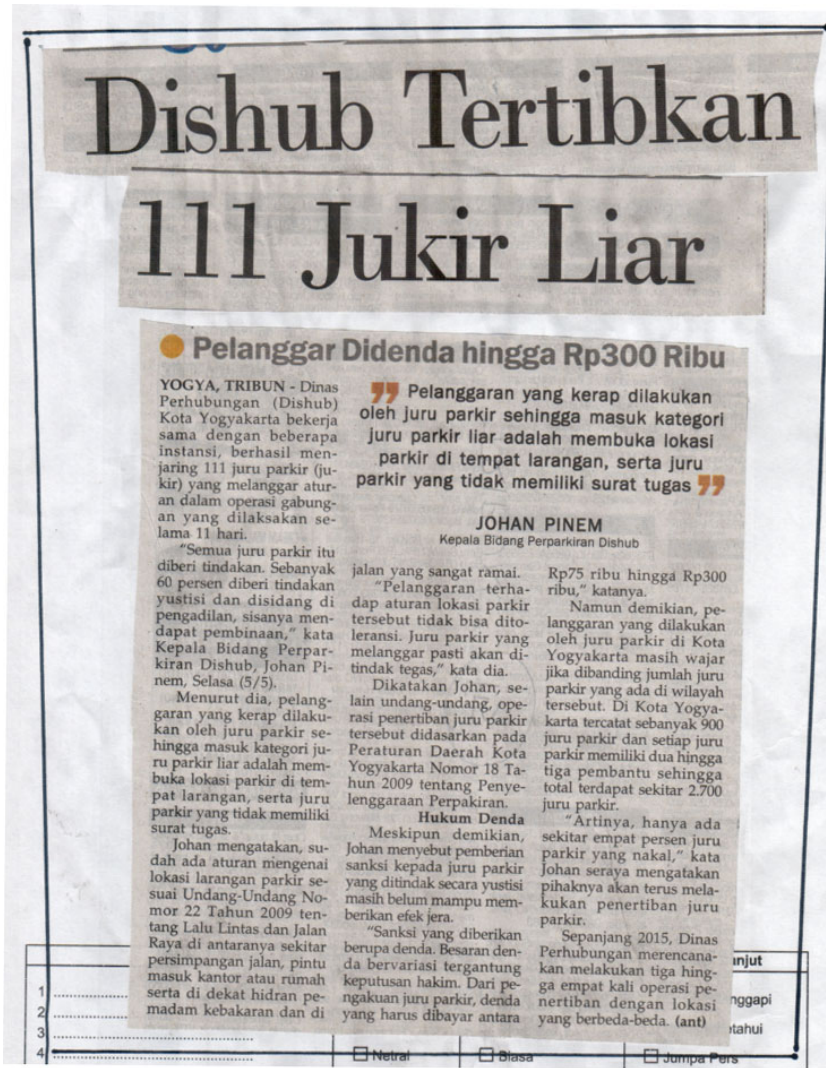 Dishub Tertibkan
111 Jukir Liar
Pelanggar Didenda hingga Rp300 Ribu
YOGYA, TRIBUN - Dinas
Perhubungan (Dishub)
Kota Yogyakarta bekerja
sama dengan beberapa
instansi, berhasil men-
jaring 111 juru parkir (ju-
kir) yang melanggar atur-
an dalam operasi gabung-
an yang dilaksakan se-
lama 11 hari.
"Semua juru parkir itu
diberi tindakan. Sebanyak
60 persen diberi tindakan
yustisi dan disidang di
pengadilan, sisanya men-
dapat pembinaan," kata
Kepala Bidang Perpar-
kiran Dishub, Johan Pi-
nem, Selasa (5/5).
Menurut dia, pelang-
garan yang kerap dilaku-
kan oleh juru parkir se-
hingga masuk kategori ju-
ru parkir liar adalah mem-
buka lokasi parkir di tem-
pat larangan, serta juru
parkir yang tidak memiliki
surat tugas.
Johan mengatakan, su-
dah ada aturan mengenai
lokasi larangan parkir se-
suai Undang-Undang No-
mor 22 Tahun 2009 ten-
tang Lalu Lintas dan Jalan
Raya di antaranya sekitar
persimpangan jalan, pintu
masuk kantor atau rumah
serta di dekat hidran pe-
madam kebakaran dan di
Pelanggaran yang kerap dilakukan
oleh juru parkir sehingga masuk kategori
juru parkir liar adalah membuka lokasi
parkir di tempat larangan, serta juru
parkir yang tidak memiliki surat tugas
JOHAN PINEM
Kepala Bidang Perparkiran Dishub
jalan yang sangat ramai.
"Pelanggaran terha-
dap aturan lokasi parkir
tersebut tidak bisa dito-
leransi. Juru parkir yang
melanggar pasti akan di-
tindak tegas," kata dia.
Dikatakan Johan, se-
lain undang-undang, ope-
rasi penertiban juru parkir
tersebut didasarkan pada
Peraturan Daerah Kota
Yogyakarta Nomor 18 Ta-
hun 2009 tentang Penye-
lenggaraan Perpakiran.
Hukum Denda
Meskipun demikian,
Johan menyebut pemberian
sanksi kepada juru parkir
yang ditindak secara yustisi
masih belum mampu mem-
berikan efek jera.
"Sanksi yang diberikan
berupa denda. Besaran den-
da bervariasi tergantung
keputusan hakim. Dari pe-
ngakuan juru parkir, denda
yang harus dibayar antara
Rp75 ribu hingga Rp300
ribu," katanya.
Namun demikian, pe-
langgaran yang dilakukan
oleh juru parkir di Kota
Yogyakarta masih wajar
jika dibanding jumlah juru
parkir yang ada di wilayah
tersebut. Di Kota Yogya-
karta tercatat sebanyak 900
juru parkir dan setiap juru
parkir memiliki dua hingga
tiga pembantu sehingga
total terdapat sekitar 2.700
juru parkir.
"Artinya, hanya ada
sekitar empat persen juru
parkir yang nakal," kata
Johan seraya mengatakan
pihaknya akan terus mela-
kukan penertiban juru
parkir.
Sepanjang 2015, Dinas
Perhubungan merencana-
kan melakukan tiga hing-
ga empat kali operasi pe-
nertiban dengan lokasi
yang berbeda-beda. (ant)
1
2
3
4
Netral
Biasa
Jumpa Pers